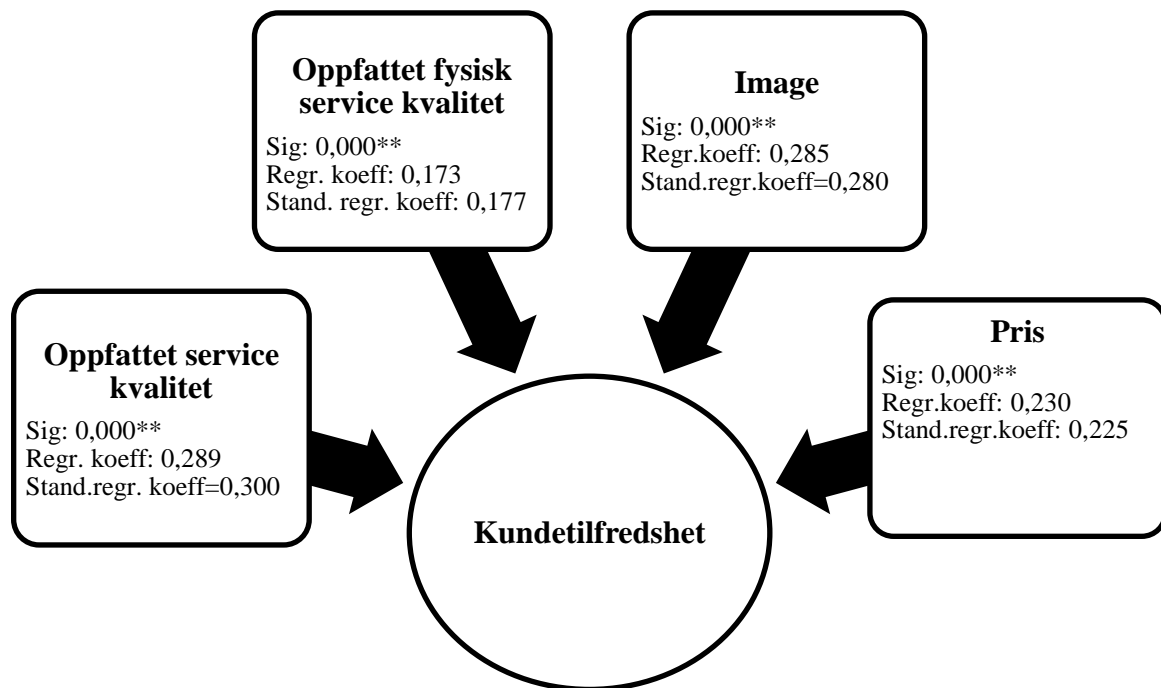 Oppfattet fysisk
service kvalitet
Sig: 0,000**
Regr. koeff: 0,173
Stand. regr. koeff: 0,177
Image
Sig: 0,000**
Regr.koeff: 0,285
Stand.regr.koeff=0,280
Oppfattet service
kvalitet
Sig: 0,000**
Regr. koeff: 0,289
Stand.regr. koeff=0,300
Pris
Sig: 0,000**
Regr.koeff: 0,230
Stand.regr.koeff: 0,225
Kundetilfredshet